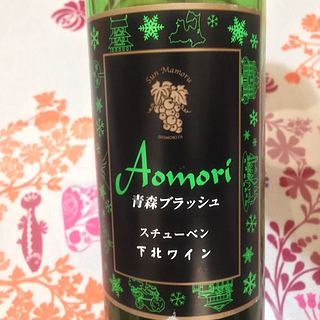 Sun Mamoru
SHIMOKITA
Aomori
青森ブラッシュ
スチューベン
下北ワイン